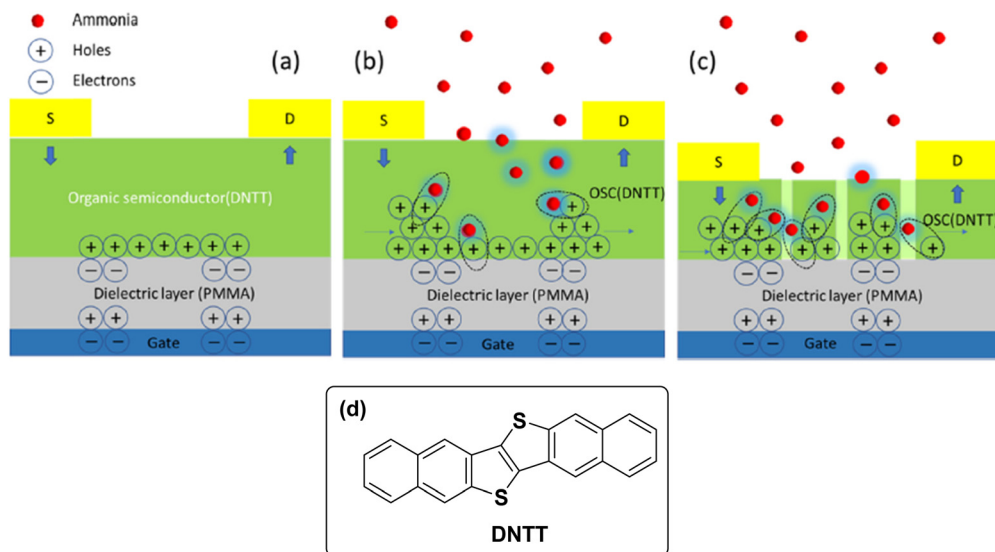 Ammonia
+ Holes
− Electrons
(a)
S
D
Organic semiconductor(DNTT)
+ + + + + + + +
− − − −
Dielectric layer (PMMA)
+ + + +
− − Gate − −
(b)
S
D
OSC(DNTT)
+ + +
+ + + +
+ + + + + + + + + +
− − − −
Dielectric layer (PMMA)
+ + + +
− − Gate − −
(c)
S
D
OSC(DNTT)
− − − −
Dielectric layer (PMMA)
+ + + +
− − Gate − −
(d)
S
S
DNTT